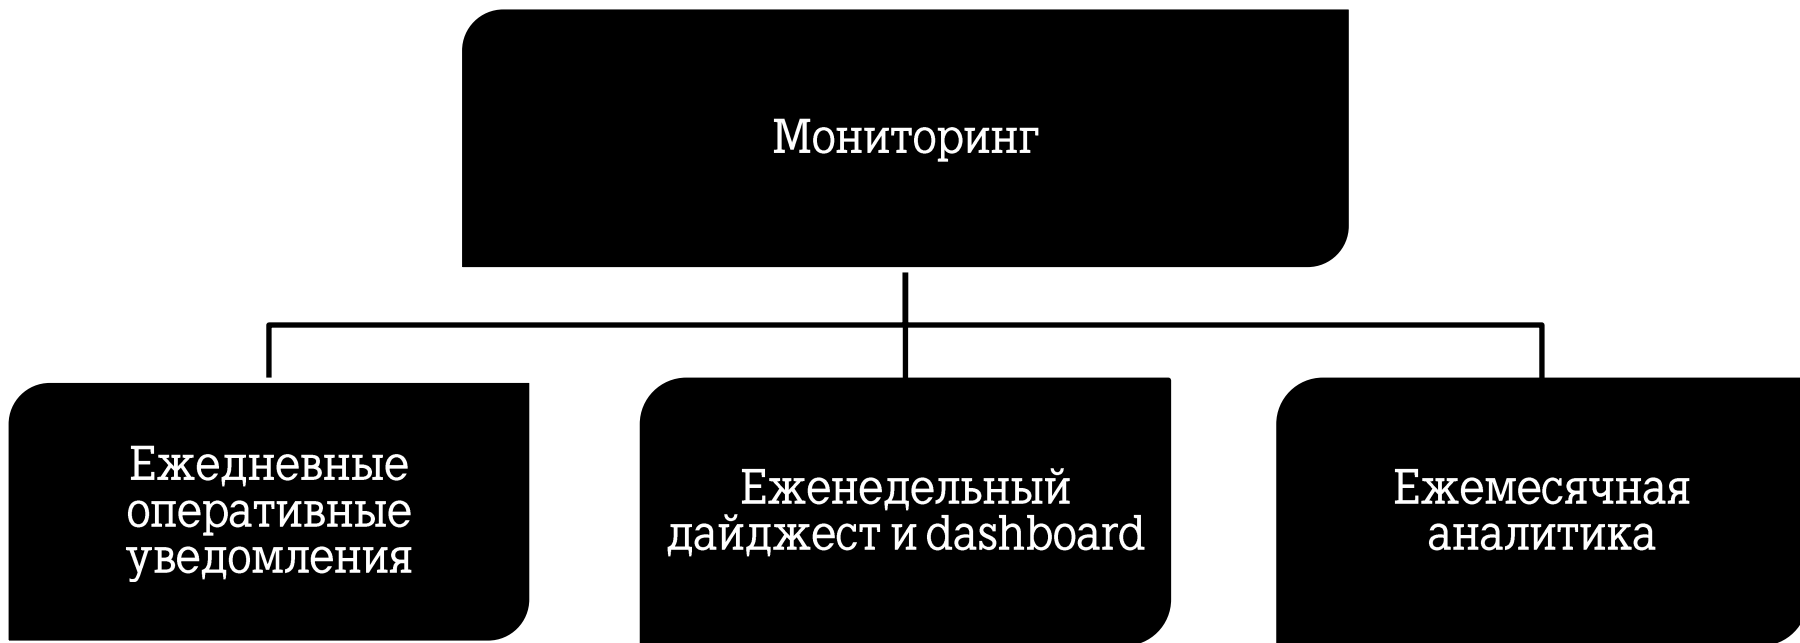 Мониторинг
Ежедневные
оперативные
уведомления
Еженедельный
дайджест и dashboard
Ежемесячная
аналитика